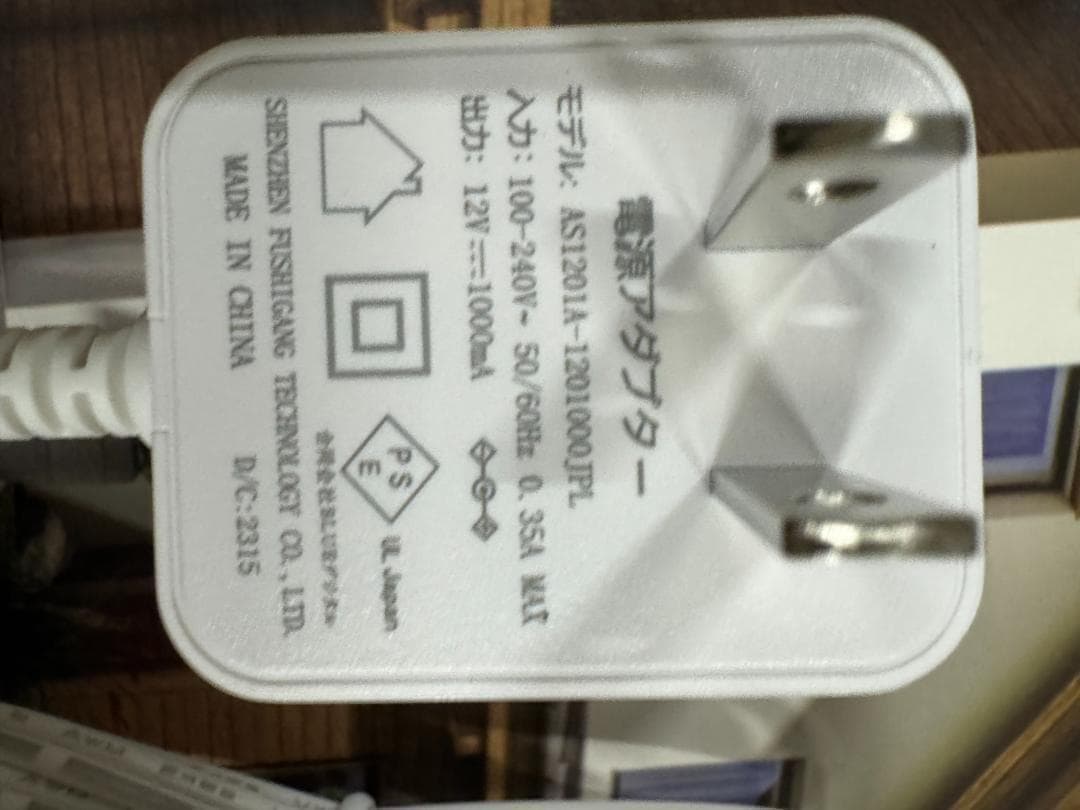 電源アダプター
モデル: AS1201A-1201000JPL
入力: 100-240V~ 50/60Hz 0.35A MAX
出力: 12V⎓1000mA
PS
E
UL Japan
SHENZHEN FUSHIGANG TECHNOLOGY CO.,LTD.
MADE IN CHINA D/C:2315